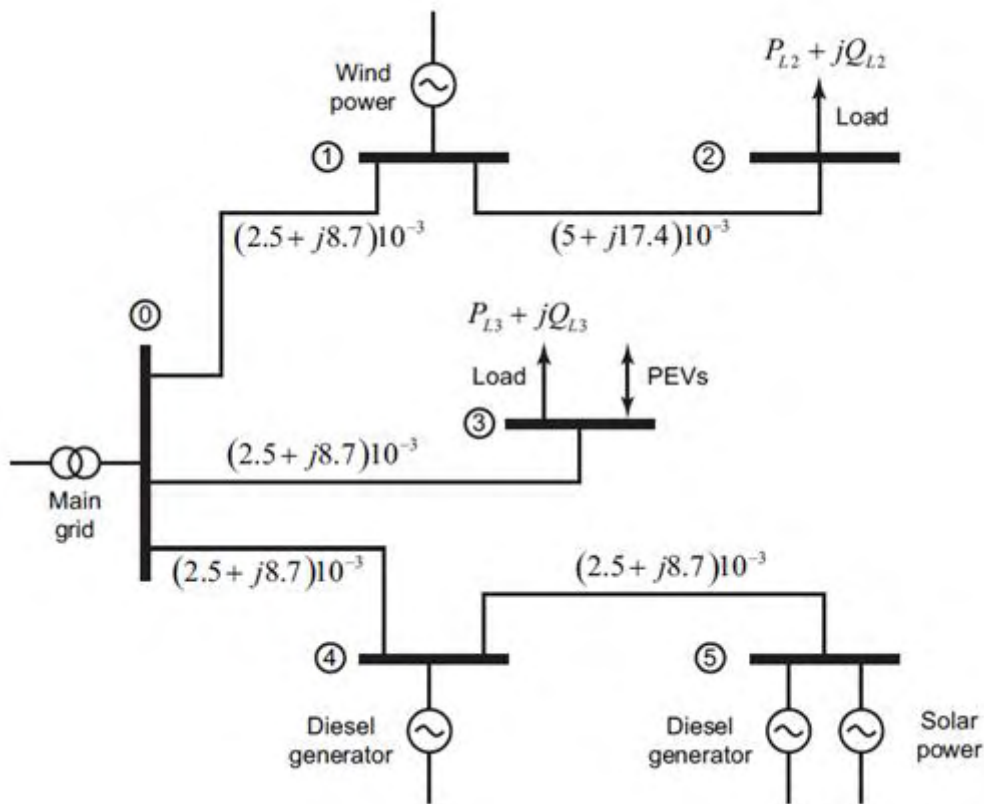 Wind
power
①
P_{L2} + jQ_{L2}
Load
②
(2.5 + j8.7)10^{-3}
(5 + j17.4)10^{-3}
⓪
P_{L3} + jQ_{L3}
Load
PEVs
③
(2.5 + j8.7)10^{-3}
Main
grid
(2.5 + j8.7)10^{-3}
(2.5 + j8.7)10^{-3}
④
⑤
Diesel
generator
Diesel
generator
Solar
power